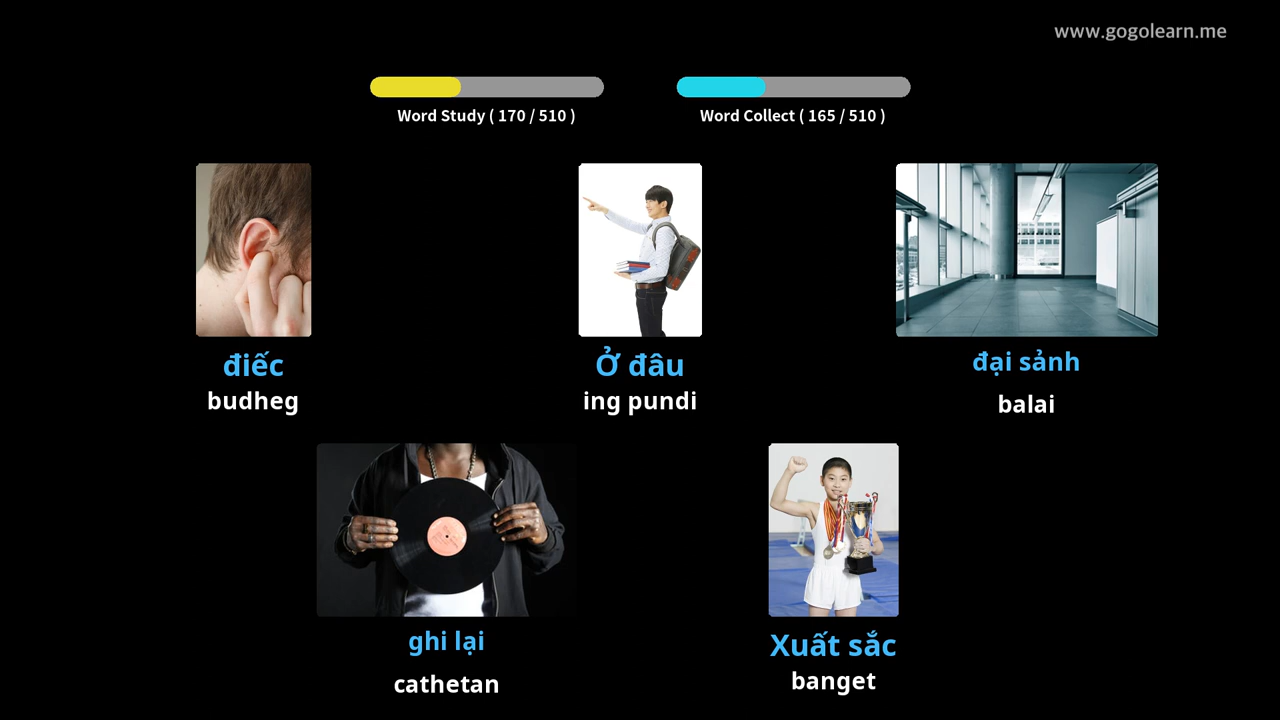 www.gogolearn.me
Word Study ( 170 / 510 )
Word Collect ( 165 / 510 )
điếc
budheg
Ở đâu
ing pundi
đại sảnh
balai
ghi lại
cathetan
Xuất sắc
banget